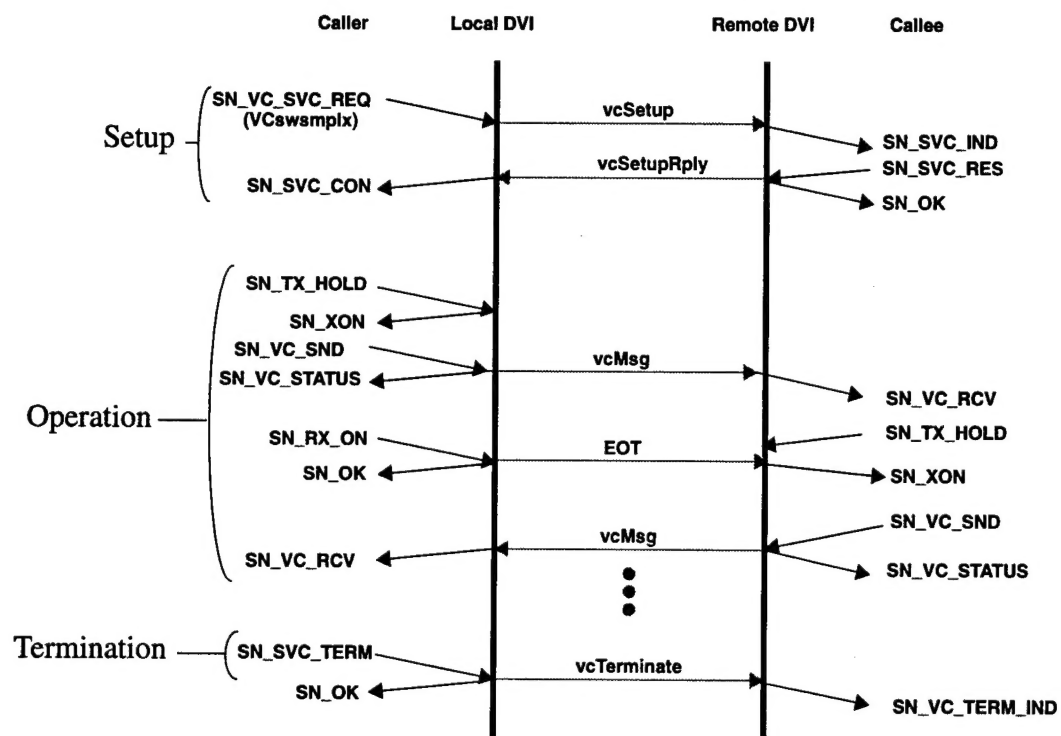 Caller Local DVI Remote DVI Callee
SN_VC_SVC_REQ
(VCswsmplx)
vcSetup
Setup
SN_SVC_IND
vcSetupRply
SN_SVC_RES
SN_SVC_CON
SN_OK
SN_TX_HOLD
SN_XON
SN_VC_SND
vcMsg
SN_VC_STATUS
SN_VC_RCV
Operation
SN_RX_ON
SN_TX_HOLD
EOT
SN_OK
SN_XON
SN_VC_SND
vcMsg
SN_VC_RCV
SN_VC_STATUS
Termination
SN_SVC_TERM
vcTerminate
SN_OK
SN_VC_TERM_IND